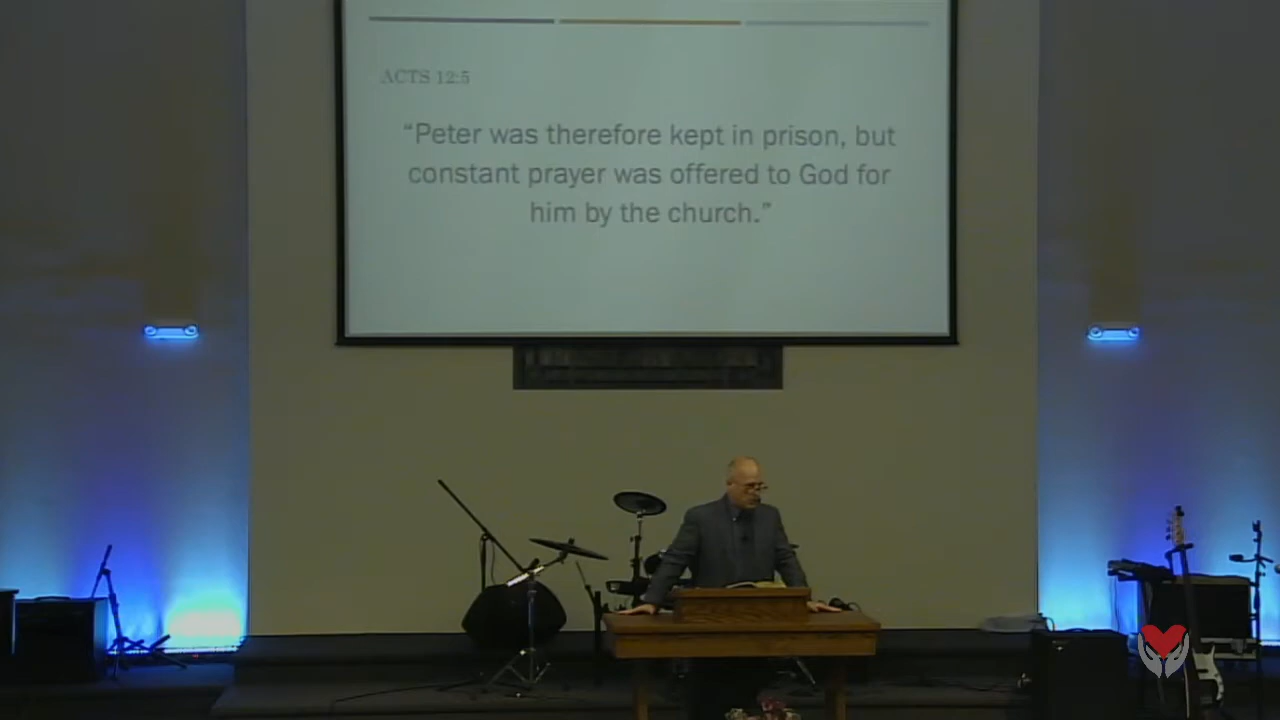 ACTS 12:5
“Peter was therefore kept in prison, but
constant prayer was offered to God for
him by the church.”